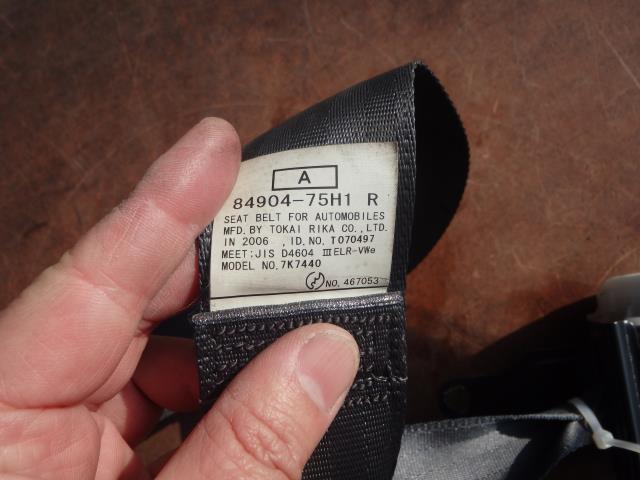 A
84904-75H1 R
SEAT BELT FOR AUTOMOBILES
MFD. BY TOKAI RIKA CO., LTD.
IN 2006 , ID. NO. T070497
MEET: JIS D4604 ⅢELR-VWe
MODEL NO. 7K7440
NO. 467053